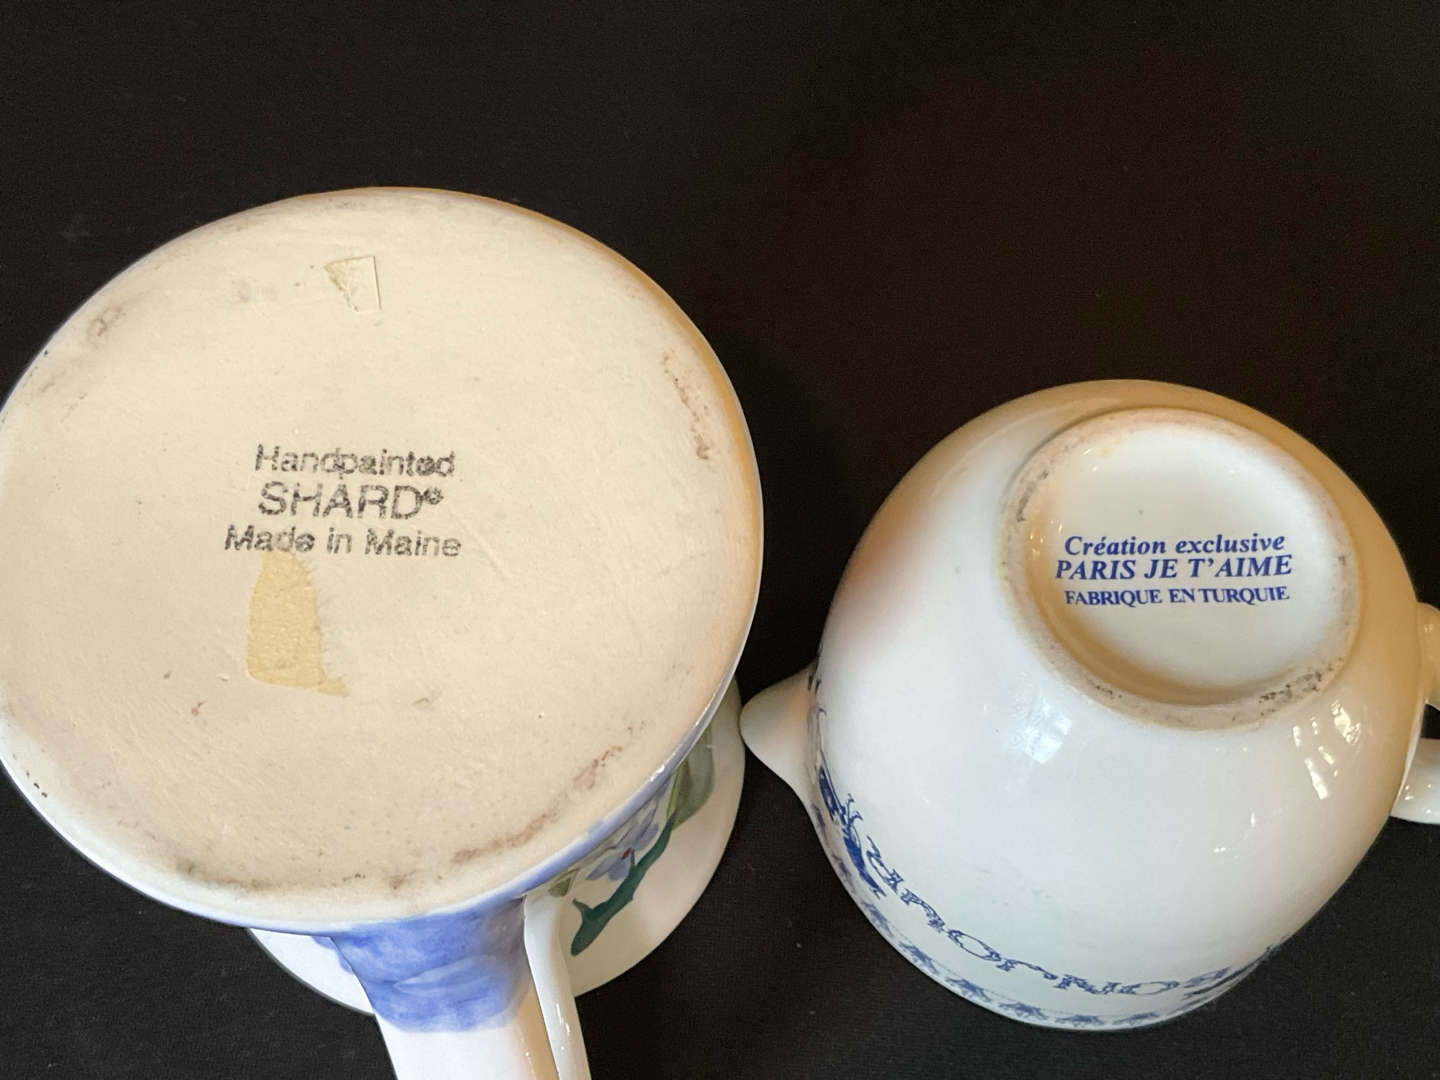 Handpainted
SHARD®
Made in Maine
Création exclusive
PARIS JE T'AIME
FABRIQUE EN TURQUIE